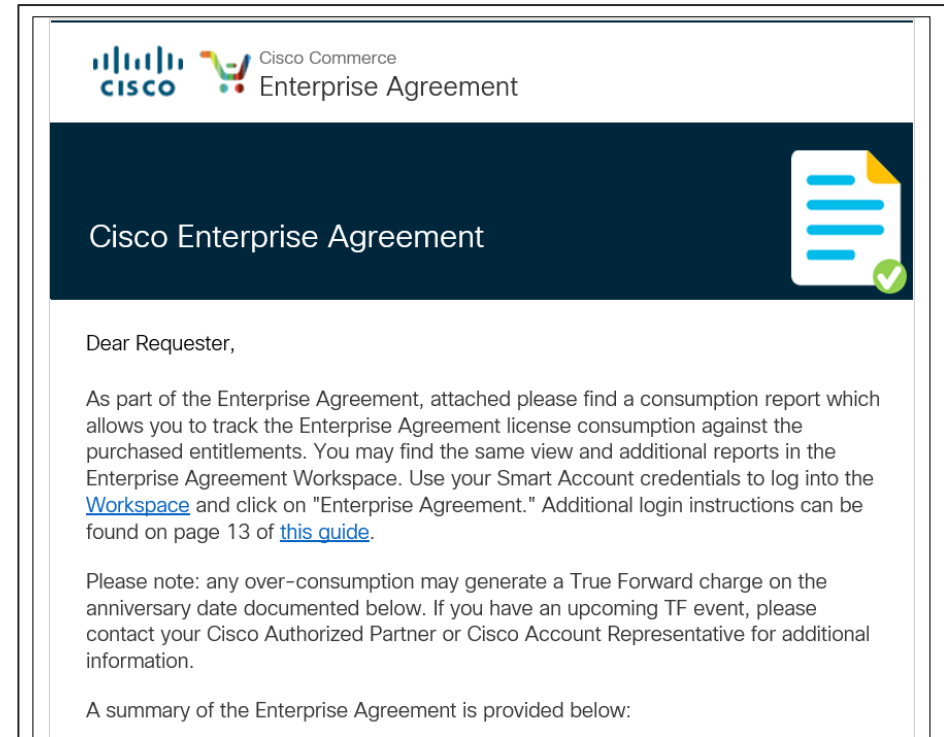 CISCO
Cisco Commerce
Enterprise Agreement
Cisco Enterprise Agreement
Dear Requester,
As part of the Enterprise Agreement, attached please find a consumption report which
allows you to track the Enterprise Agreement license consumption against the
purchased entitlements. You may find the same view and additional reports in the
Enterprise Agreement Workspace. Use your Smart Account credentials to log into the
Workspace and click on "Enterprise Agreement." Additional login instructions can be
found on page 13 of this guide.
Please note: any over-consumption may generate a True Forward charge on the
anniversary date documented below. If you have an upcoming TF event, please
contact your Cisco Authorized Partner or Cisco Account Representative for additional
information.
A summary of the Enterprise Agreement is provided below: